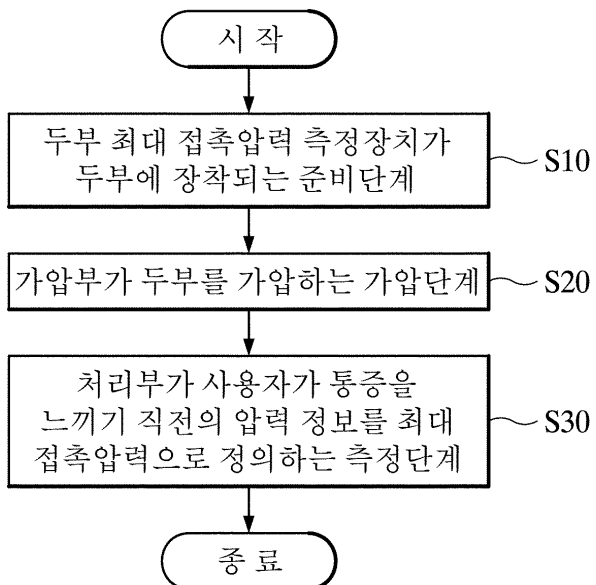 시 작
두부 최대 접촉압력 측정장치가
두부에 장착되는 준비단계
S10
가압부가 두부를 가압하는 가압단계
S20
처리부가 사용자가 통증을
느끼기 직전의 압력 정보를 최대
접촉압력으로 정의하는 측정단계
S30
종 료